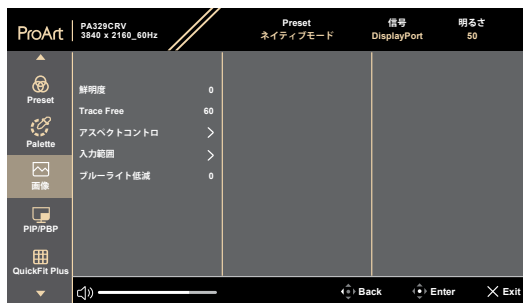 ProArt
PA329CRV
3840 x 2160_60Hz
Preset
ネイティブモード
信号
DisplayPort
明るさ
50
Preset
Palette
画像
PIP/PBP
QuickFit Plus
鮮明度 0
Trace Free 60
アスペクトコントロ
入力範囲
ブルーライト低減 0
Back
Enter
Exit